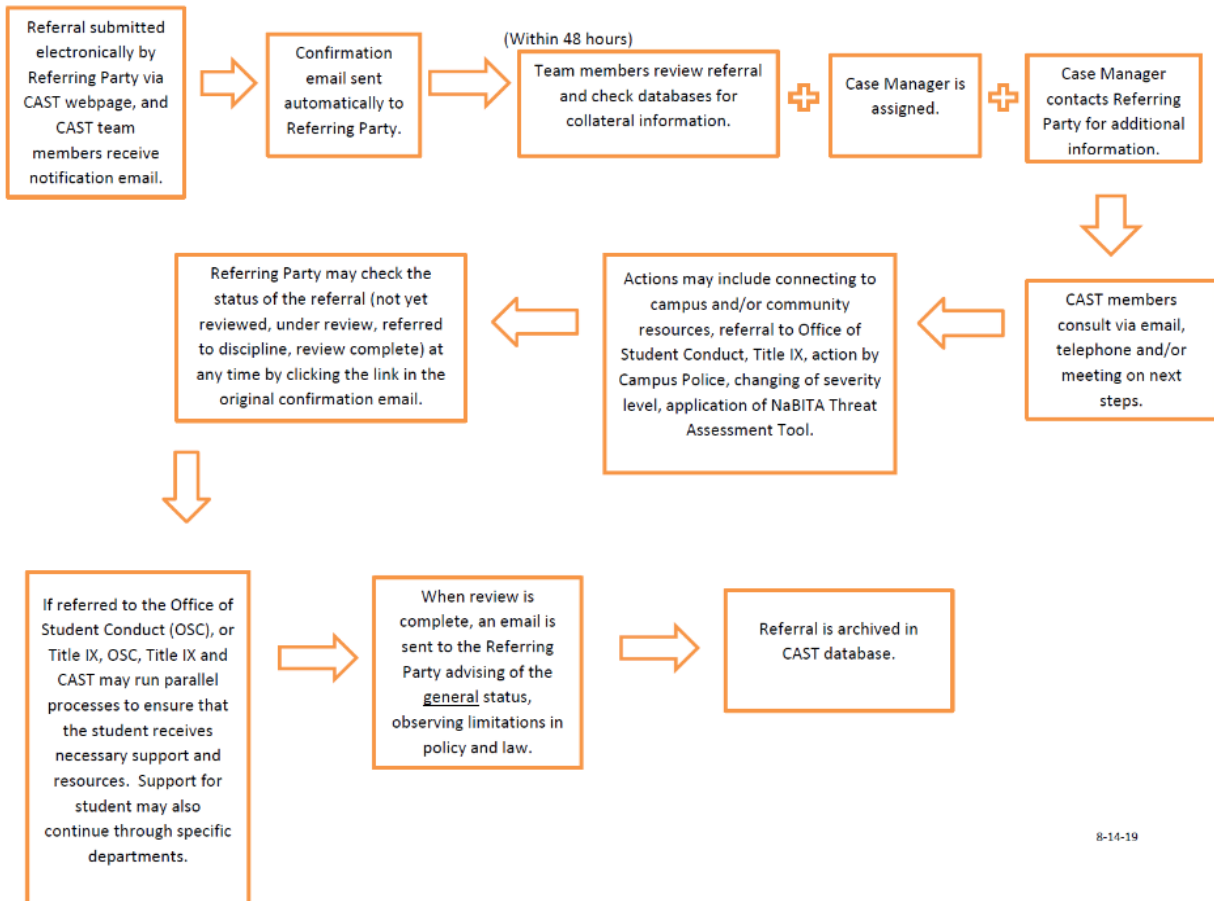 Referral submitted
electronically by
Referring Party via
CAST webpage, and
CAST team
members receive
notification email.
Confirmation
email sent
automatically to
Referring Party.
(Within 48 hours)
Team members review referral
and check databases for
collateral information.
Case Manager is
assigned.
Case Manager
contacts Referring
Party for additional
information.
CAST members
consult via email,
telephone and/or
meeting on next
steps.
Actions may include connecting to
campus and/or community
resources, referral to Office of
Student Conduct, Title IX, action by
Campus Police, changing of severity
level, application of NaBITA Threat
Assessment Tool.
Referring Party may check the
status of the referral (not yet
reviewed, under review, referred
to discipline, review complete) at
any time by clicking the link in the
original confirmation email.
If referred to the Office of
Student Conduct (OSC), or
Title IX, OSC, Title IX and
CAST may run parallel
processes to ensure that
the student receives
necessary support and
resources.  Support for
student may also
continue through specific
departments.
When review is
complete, an email is
sent to the Referring
Party advising of the
general status,
observing limitations in
policy and law.
Referral is archived in
CAST database.
8-14-19